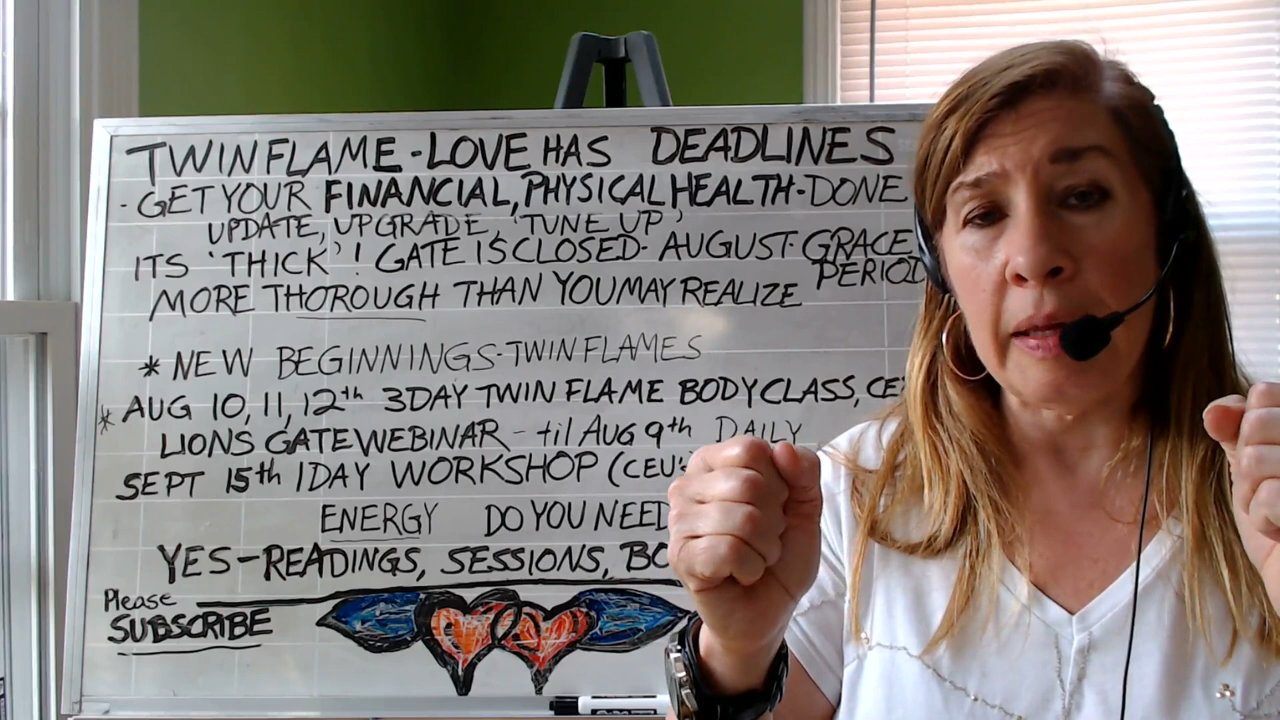 TWIN FLAME - LOVE HAS DEADLINES
- GET YOUR FINANCIAL, PHYSICAL HEALTH - DONE
UPDATE, UPGRADE, 'TUNE UP'
ITS 'THICK'! GATE IS CLOSED - AUGUST - GRACE PERIOD
MORE THOROUGH THAN YOU MAY REALIZE
* NEW BEGINNINGS - TWIN FLAMES
* AUG 10, 11, 12th 3DAY TWIN FLAME BODY CLASS,
LIONS GATE WEBINAR - til Aug 9th DAILY
SEPT 15th 1DAY WORKSHOP (CEU's
ENERGY DO YOU NEED
YES - READINGS, SESSIONS,
Please
SUBSCRIBE